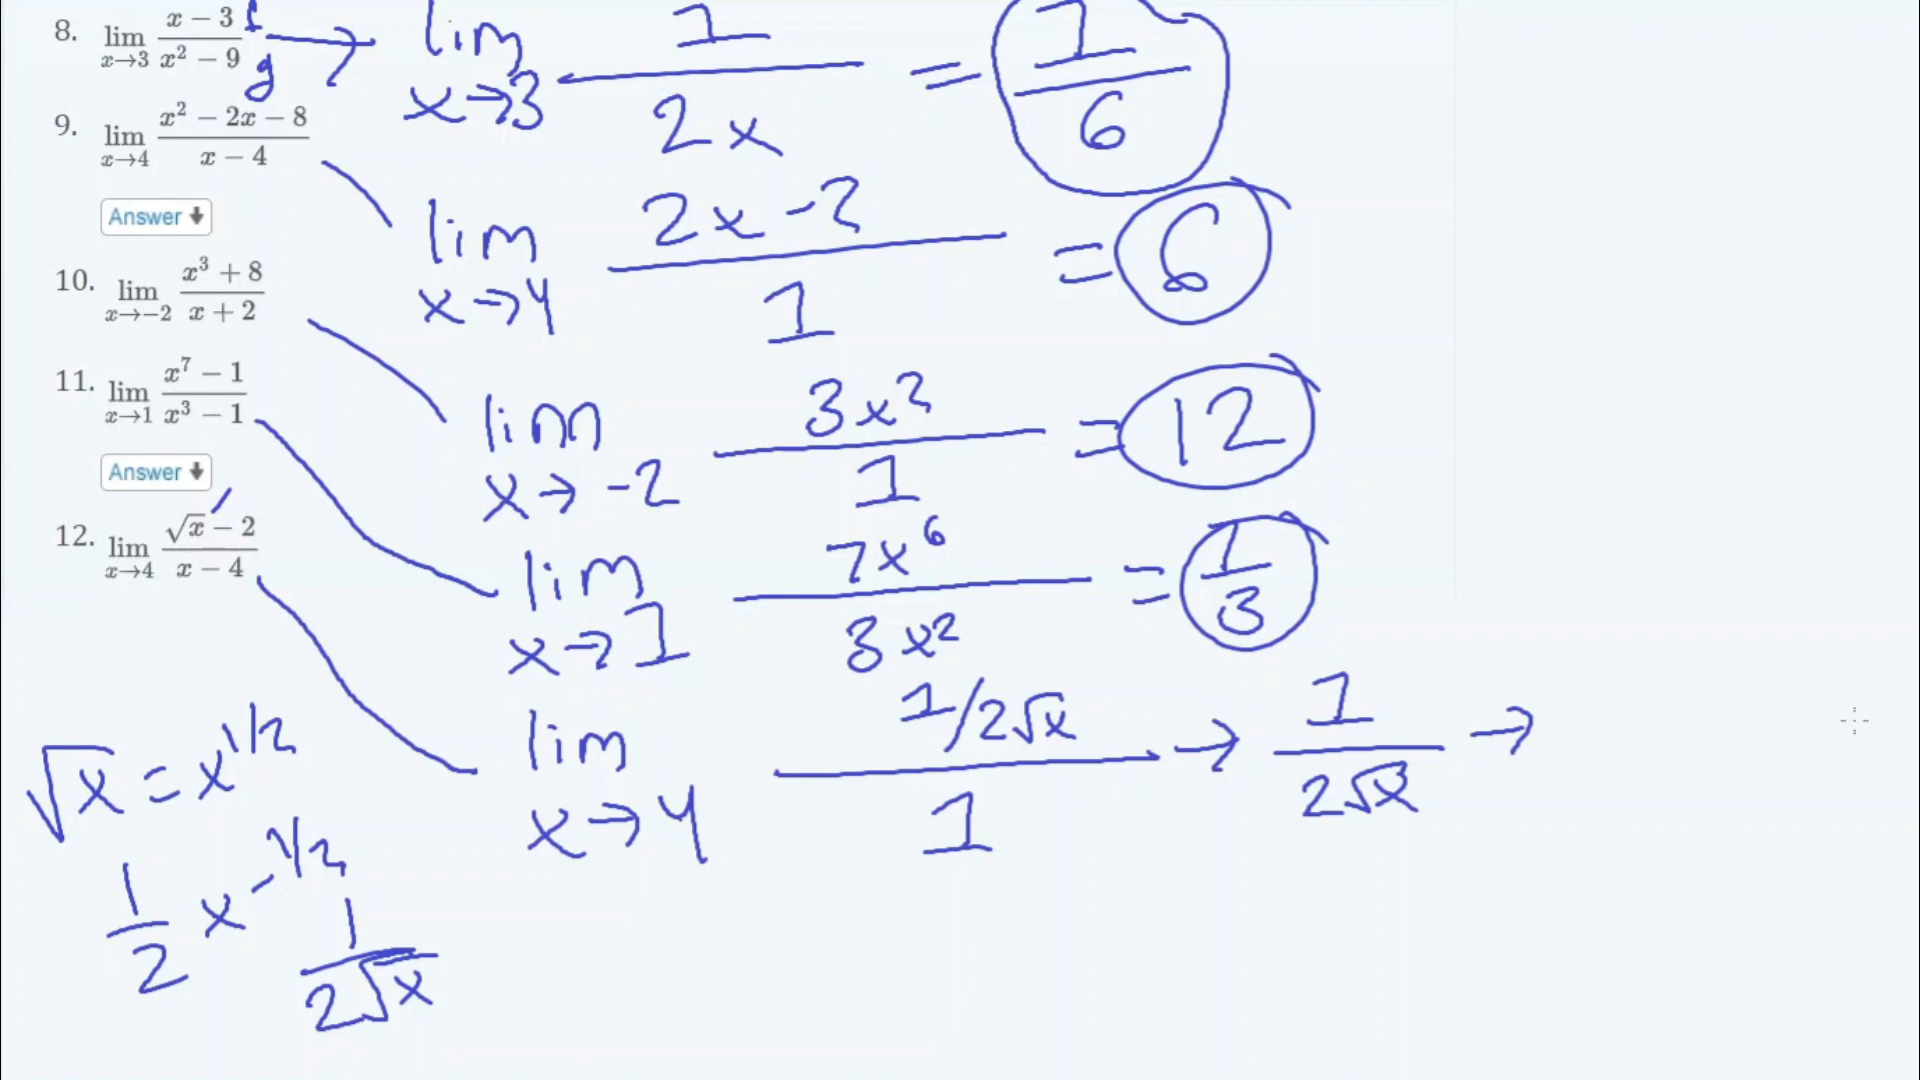 8. lim x→3 (x − 3)/(x² − 9) f g → lim x→3 1/(2x) = 1/6
9. lim x→4 (x² − 2x − 8)/(x − 4)
lim x→4 (2x-2)/1 = 6
Answer ⬇
10. lim x→−2 (x³ + 8)/(x + 2)
lim x→-2 3x²/1 = 12
11. lim x→1 (x⁷ − 1)/(x³ − 1)
lim x→1 7x⁶/3x² = 1/3
Answer ⬇
12. lim x→4 (√x − 2)/(x − 4)
lim x→4 (1/2√x)/1 → 1/(2√x) →
√x = x^1/2
1/2 x^-1/2
1/(2√x)